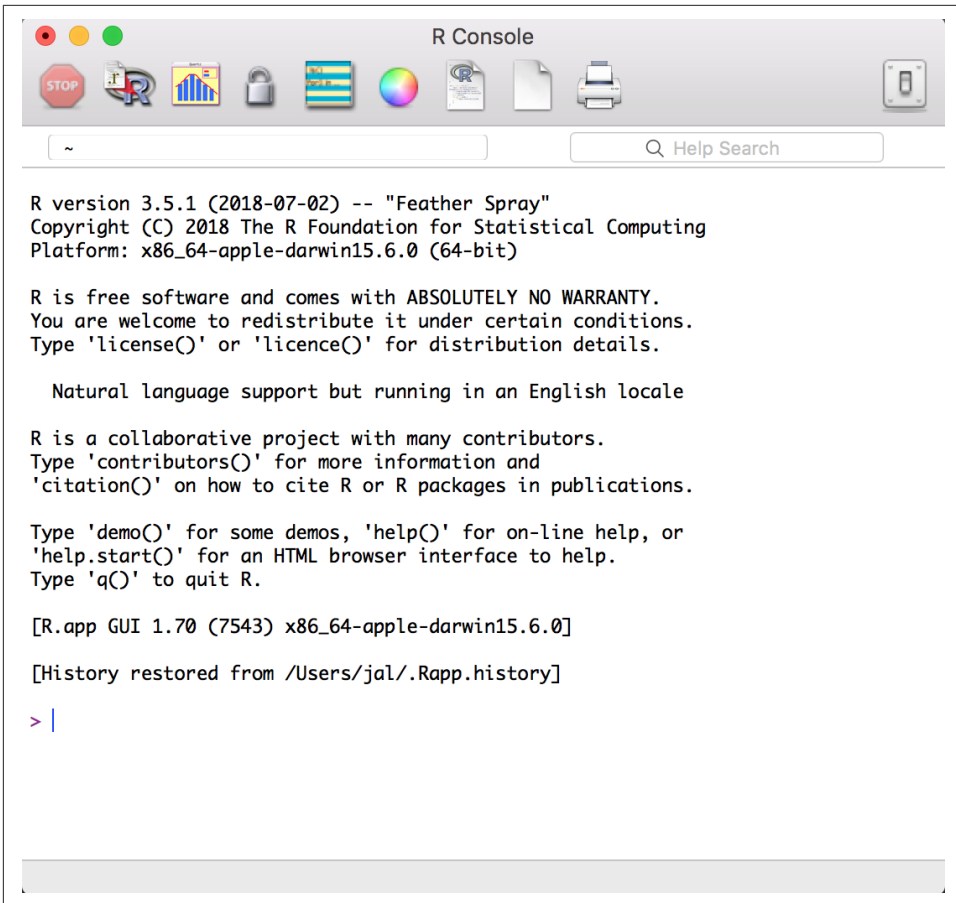 R Console
STOP
~
Help Search
R version 3.5.1 (2018-07-02) -- "Feather Spray"
Copyright (C) 2018 The R Foundation for Statistical Computing
Platform: x86_64-apple-darwin15.6.0 (64-bit)
R is free software and comes with ABSOLUTELY NO WARRANTY.
You are welcome to redistribute it under certain conditions.
Type 'license()' or 'licence()' for distribution details.
Natural language support but running in an English locale
R is a collaborative project with many contributors.
Type 'contributors()' for more information and
'citation()' on how to cite R or R packages in publications.
Type 'demo()' for some demos, 'help()' for on-line help, or
'help.start()' for an HTML browser interface to help.
Type 'q()' to quit R.
[R.app GUI 1.70 (7543) x86_64-apple-darwin15.6.0]
[History restored from /Users/jal/.Rapp.history]
>